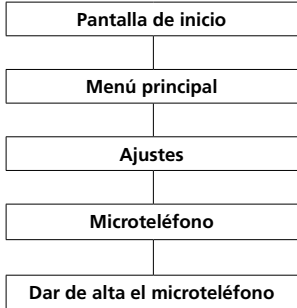 Pantalla de inicio
Menú principal
Ajustes
Microteléfono
Dar de alta el microteléfono